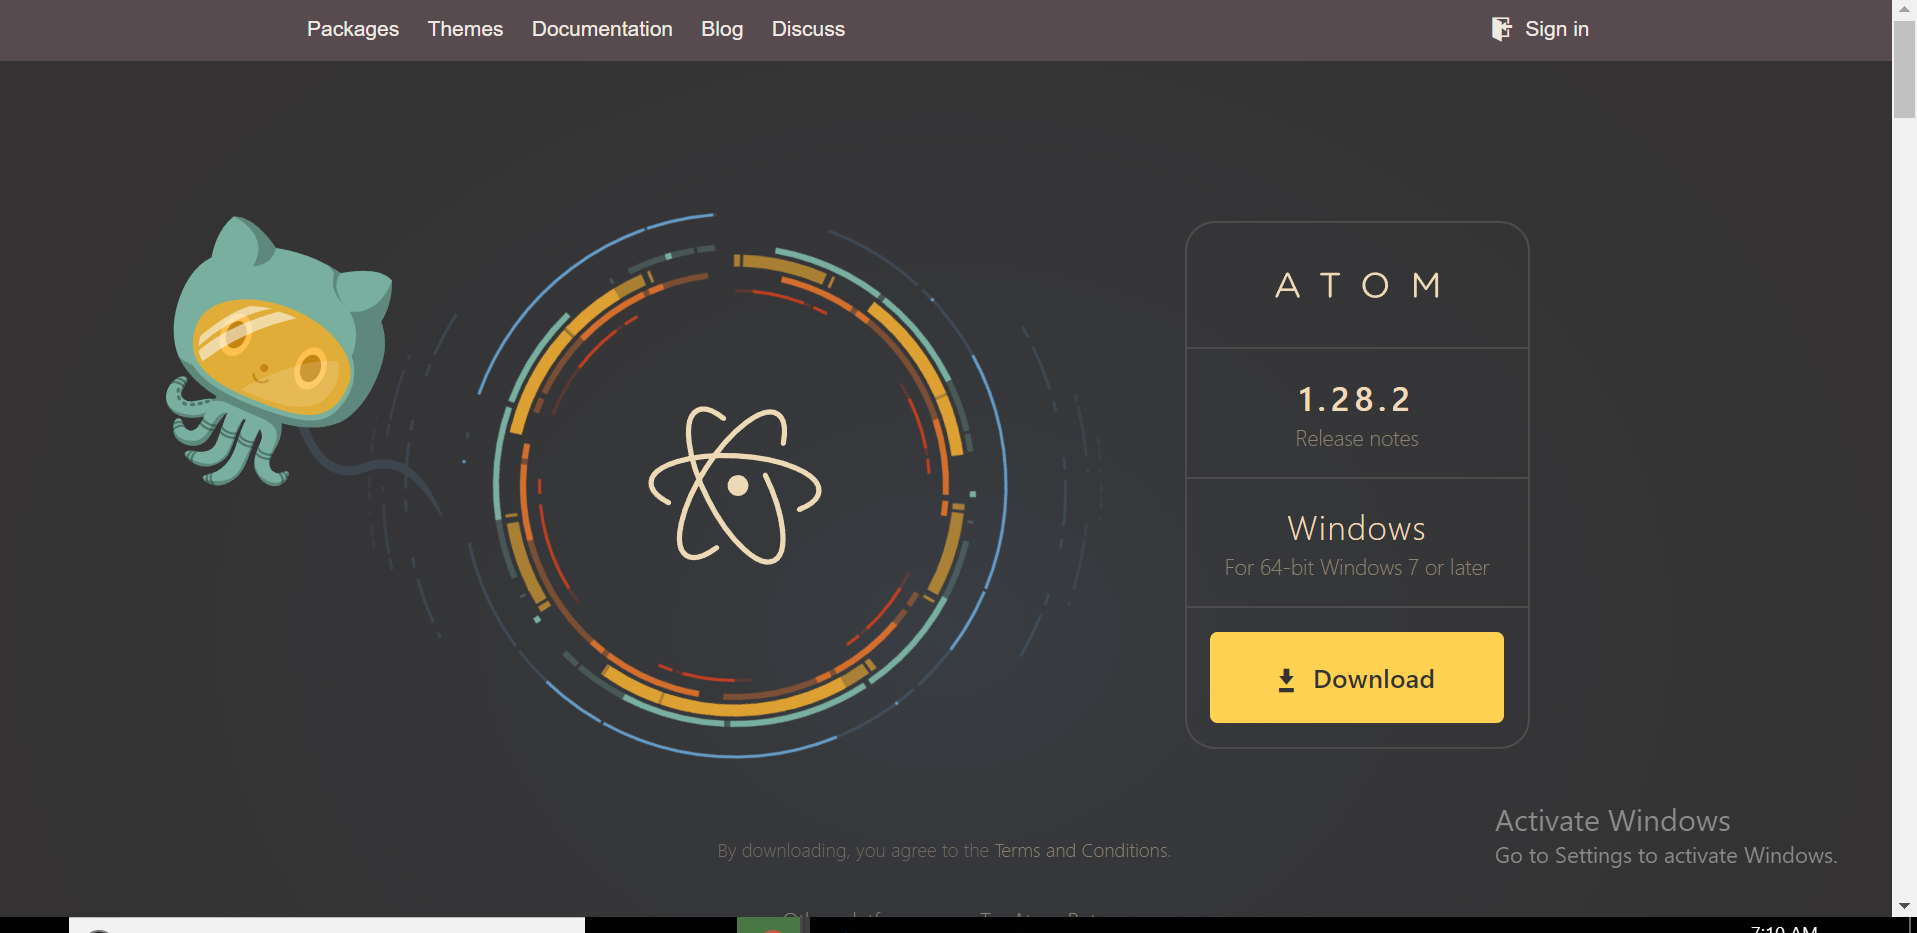 Packages Themes Documentation Blog Discuss Sign in
ATOM
1.28.2
Release notes
Windows
For 64-bit Windows 7 or later
Download
By downloading, you agree to the Terms and Conditions.
Activate Windows
Go to Settings to activate Windows.
7:10 AM